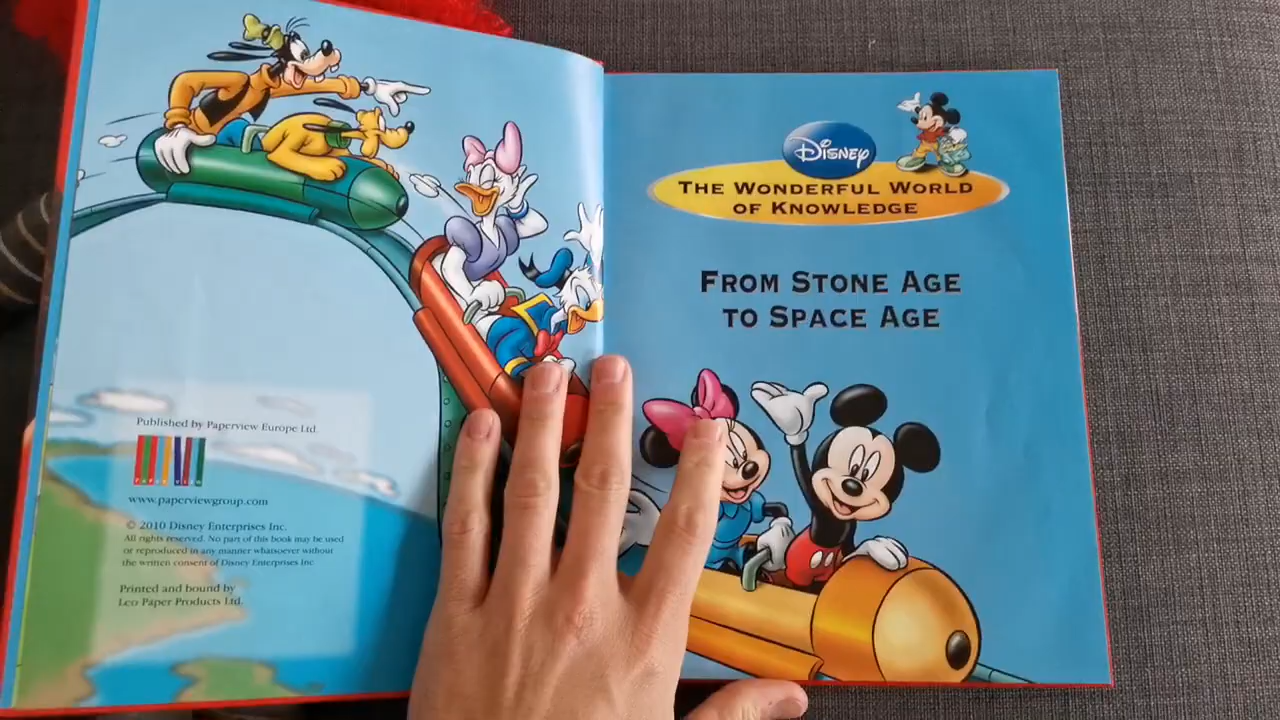 Published by Paperview Europe Ltd.
PAPER VIEW
www.paperviewgroup.com
© 2010 Disney Enterprises Inc.
All rights reserved. No part of this book may be used
or reproduced in any manner whatsoever without
the written consent of Disney Enterprises Inc
Printed and bound by
Leo Paper Products Ltd.
Disney
The Wonderful World
of Knowledge
From Stone Age
to Space Age